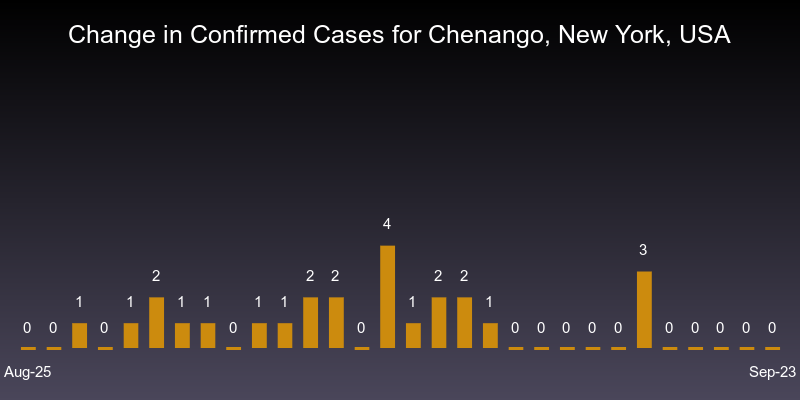 Change in Confirmed Cases for Chenango, New York, USA
0 0 1 0 1 2 1 1 0 1 1 2 2 0 4 1 2 2 1 0 0 0 0 0 3 0 0 0 0 0
Aug-25 Sep-23